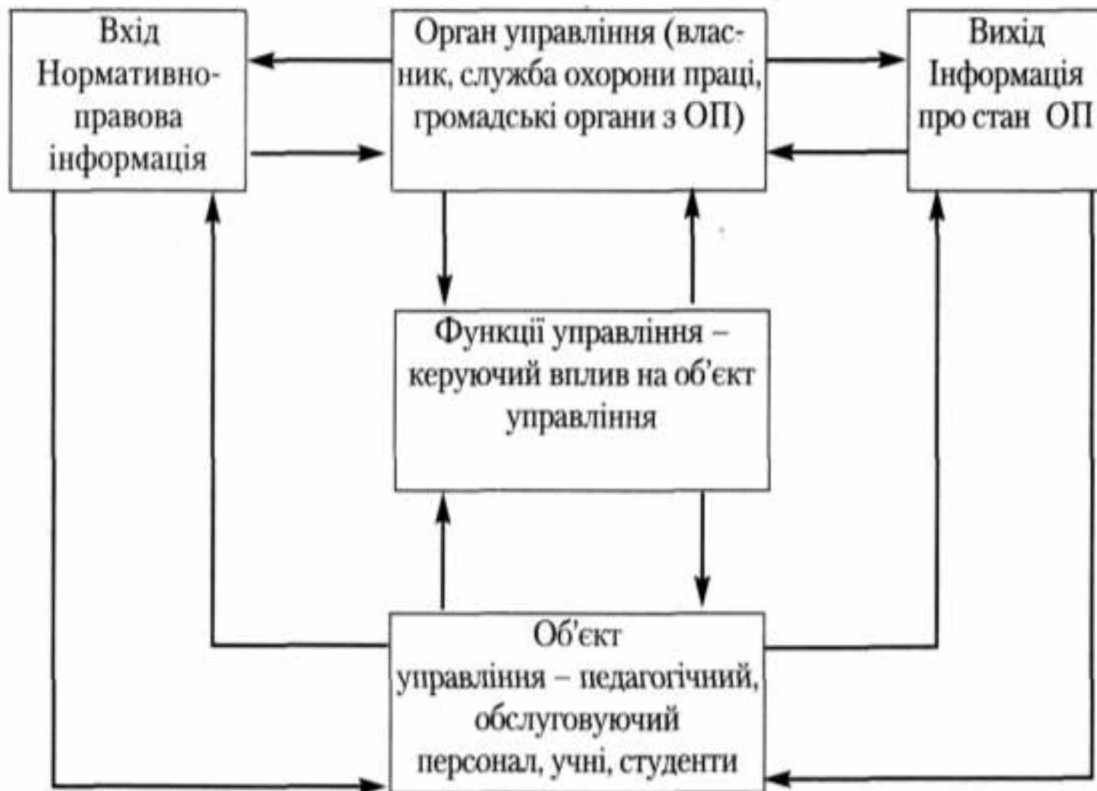 Вхід
Нормативно-
правова
інформація
Орган управління (влас-
ник, служба охорони праці,
громадські органи з ОП)
Вихід
Інформація
про стан ОП
Функції управління –
керуючий вплив на об’єкт
управління
Об’єкт
управління – педагогічний,
обслуговуючий
персонал, учні, студенти